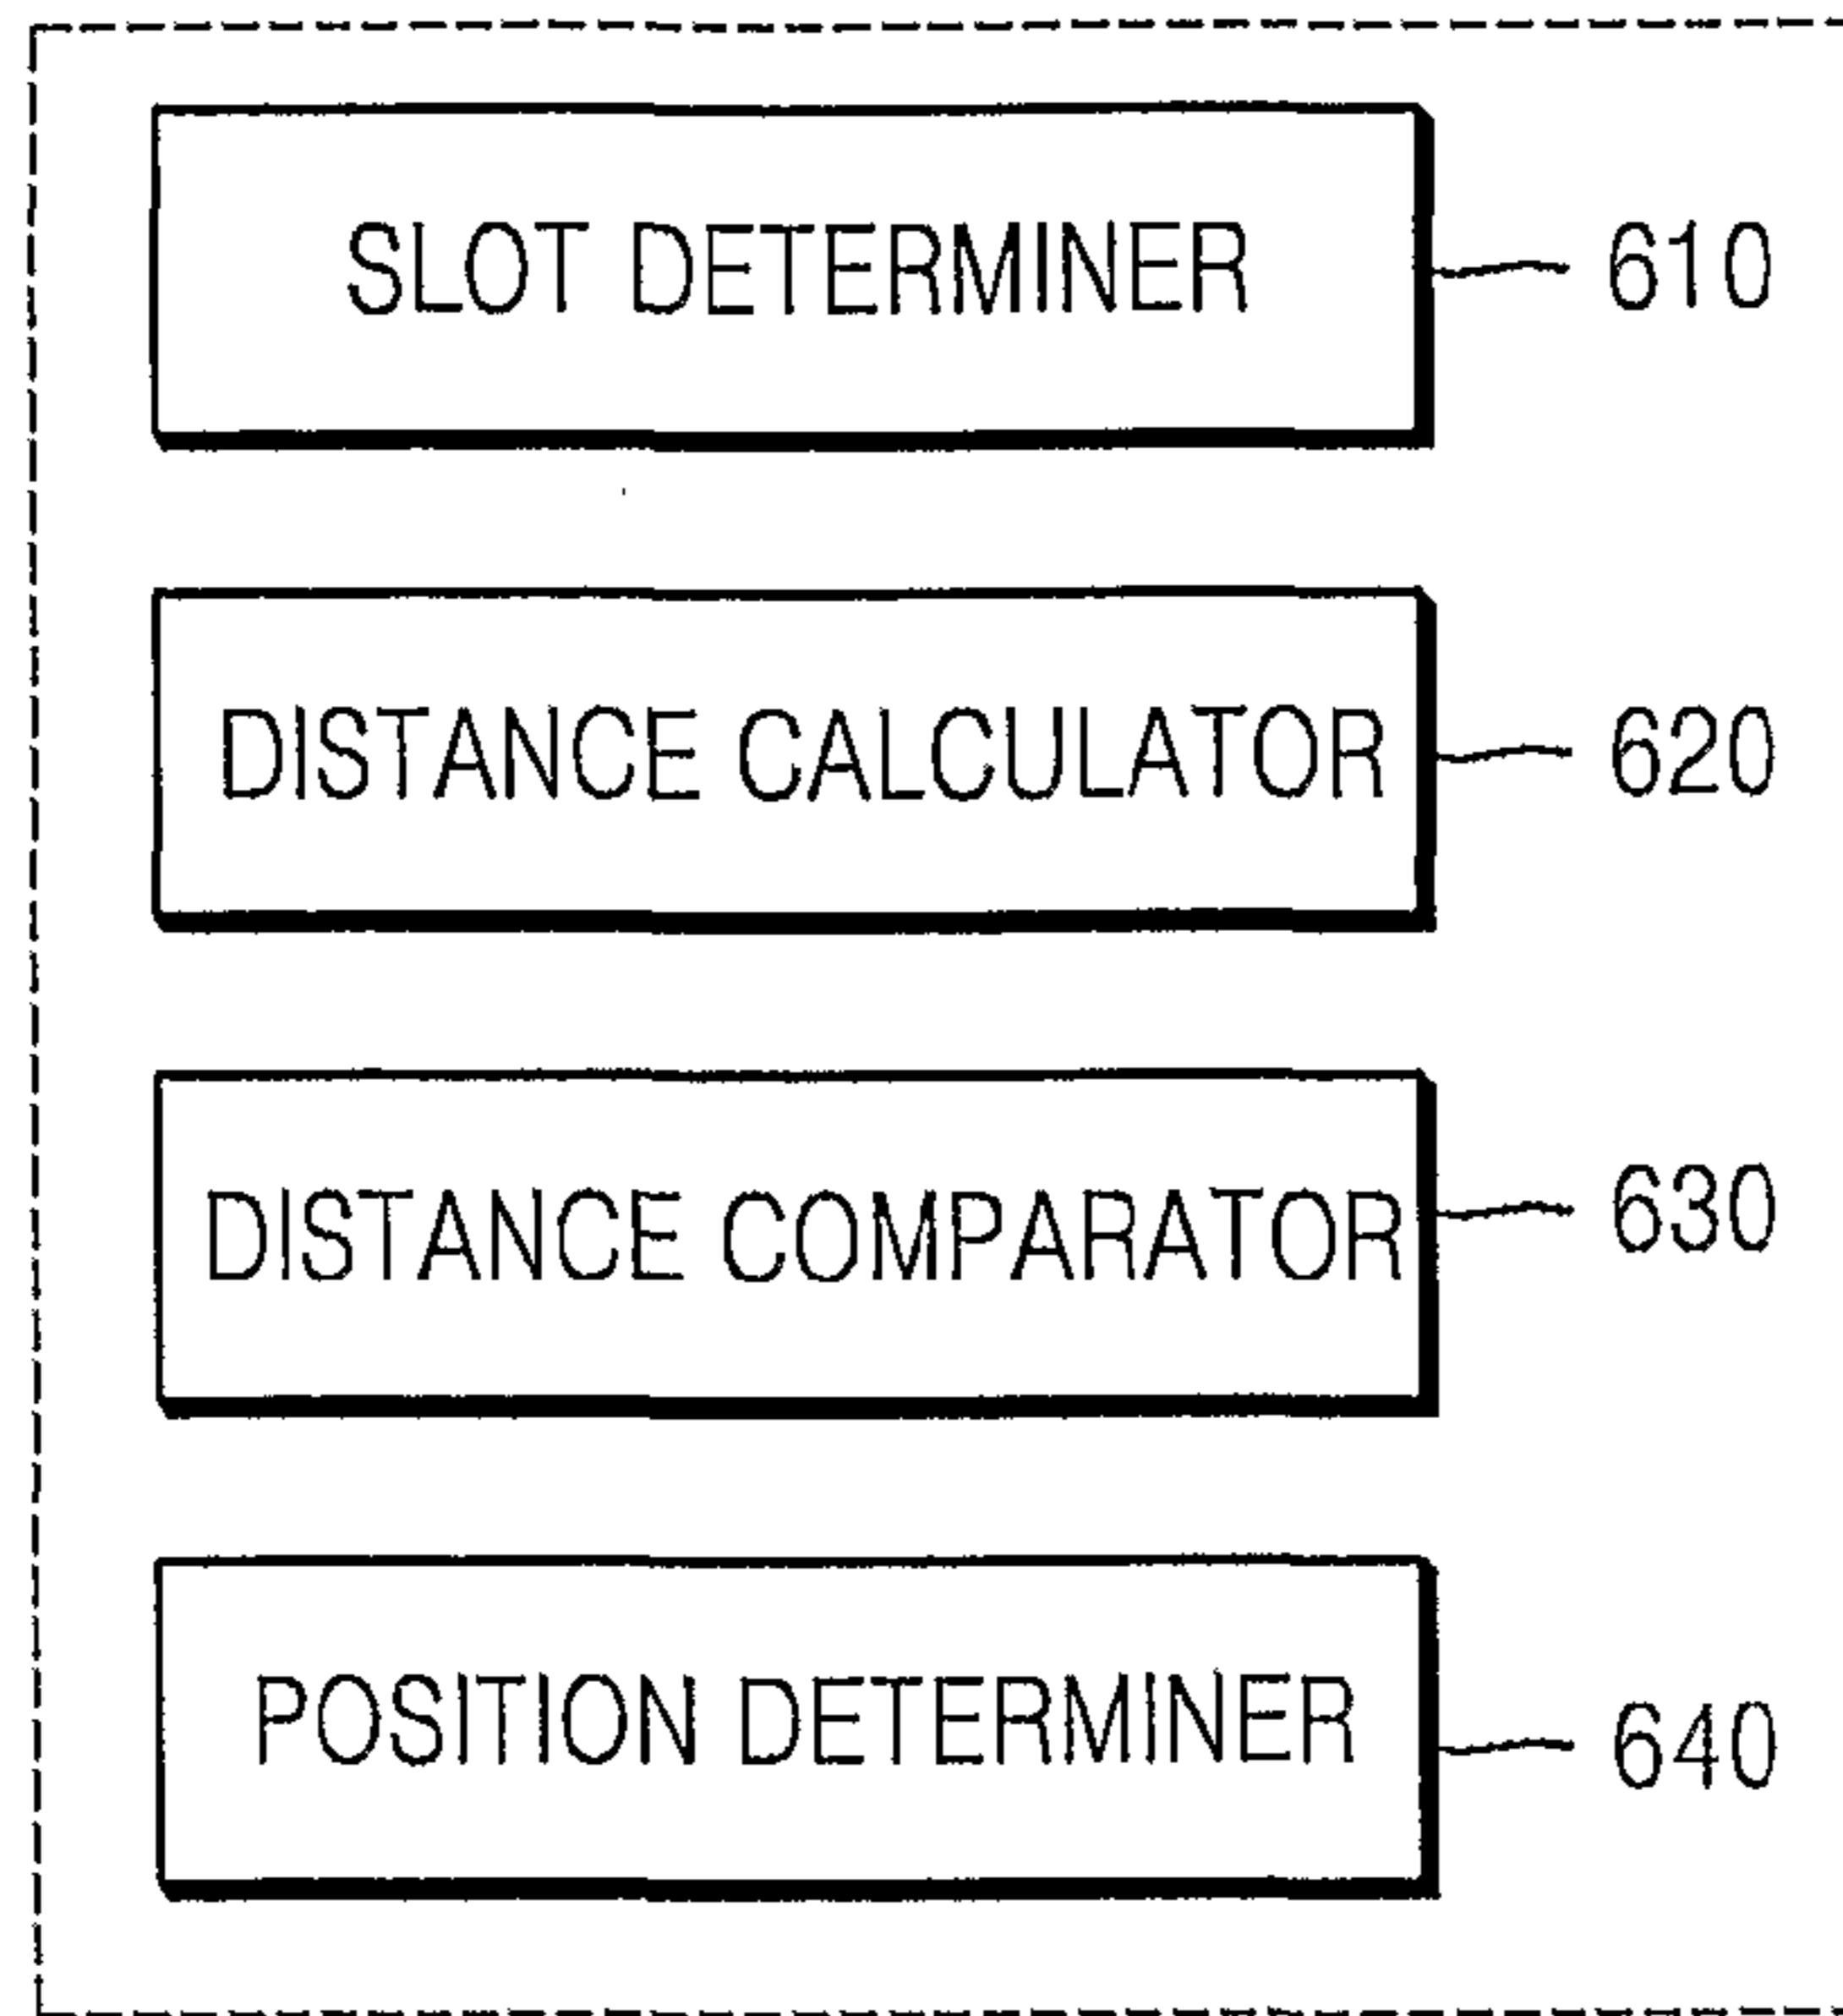 SLOT DETERMINER 610
DISTANCE CALCULATOR 620
DISTANCE COMPARATOR 630
POSITION DETERMINER 640